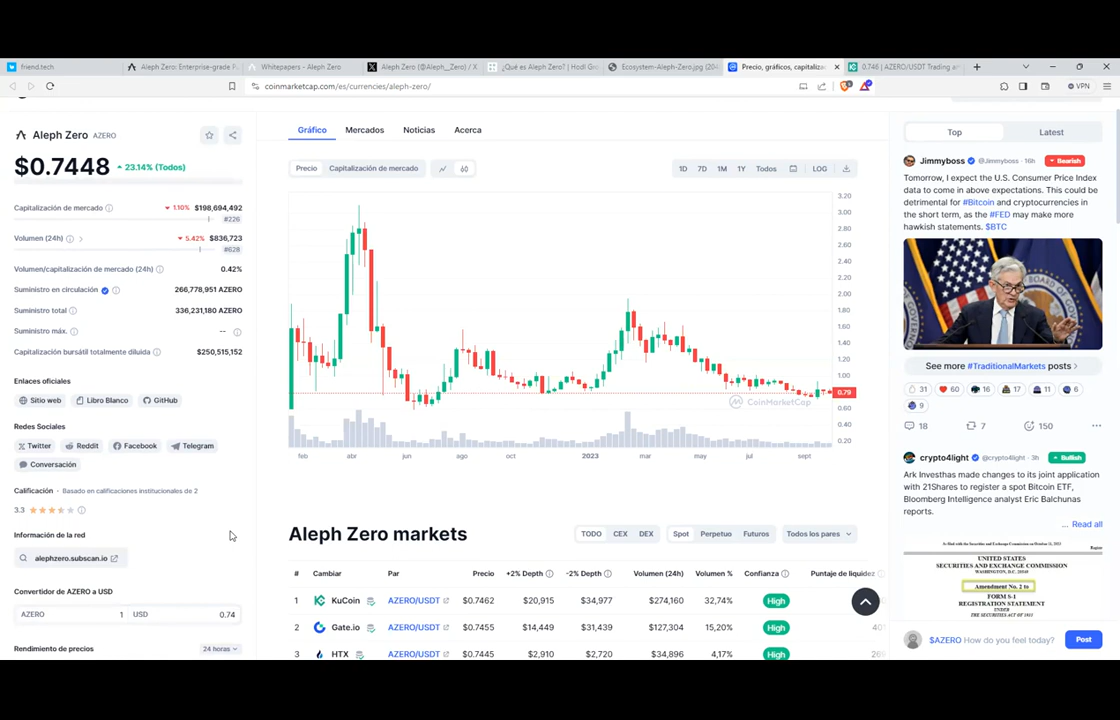 friend.tech
Aleph Zero: Enterprise-grade P
Whitepapers - Aleph Zero
Aleph Zero (@Aleph__Zero) / X
¿Qué es Aleph Zero? | Hodl Gr
Ecosystem-Aleph-Zero.jpg (204
Precio, gráficos, capitaliza
0.746 | AZERO/USDT Trading a
coinmarketcap.com/es/currencies/aleph-zero/
VPN
Aleph Zero AZERO
$0.7448
23.14% (Todos)
Capitalización de mercado
1.10% $198,694,492
#226
Volumen (24h)
5.42% $836,723
#628
Volumen/capitalización de mercado (24h)
0.42%
Suministro en circulación
266,778,951 AZERO
Suministro total
336,231,180 AZERO
Suministro máx.
--
Capitalización bursátil totalmente diluida
$250,515,152
Enlaces oficiales
Sitio web
Libro Blanco
GitHub
Redes Sociales
Twitter
Reddit
Facebook
Telegram
Conversación
Calificación · Basado en calificaciones institucionales de 2
3.3
Información de la red
alephzero.subscan.io
Convertidor de AZERO a USD
AZERO
1
USD
0.74
Rendimiento de precios
24 horas
Gráfico
Mercados
Noticias
Acerca
Precio
Capitalización de mercado
1D
7D
1M
1Y
Todos
LOG
3.20
3.00
2.80
2.60
2.40
2.20
2.00
1.80
1.60
1.40
1.20
1.00
0.79
0.60
0.40
0.20
CoinMarketCap
feb
abr
jun
ago
oct
2023
mar
may
jul
sept
Aleph Zero markets
TODO
CEX
DEX
Spot
Perpetuo
Futuros
Todos los pares
# Cambiar Par Precio +2% Depth -2% Depth Volumen (24h) Volumen % Confianza Puntaje de liquidez
1 KuCoin AZERO/USDT $0.7462 $20,915 $34,977 $274,160 32,74% High
2 Gate.io AZERO/USDT $0.7455 $14,449 $31,439 $127,304 15,20% High
3 HTX AZERO/USDT $0.7445 $2,910 $2,720 $34,896 4,17% High
Top
Latest
Jimmyboss @Jimmyboss · 16h
Bearish
Tomorrow, I expect the U.S. Consumer Price Index
data to come in above expectations. This could be
detrimental for #Bitcoin and cryptocurrencies in
the short term, as the #FED may make more
hawkish statements. $BTC
See more #TraditionalMarkets posts
31
60
16
17
11
6
9
18
7
150
crypto4light @crypto4light · 3h
Bullish
Ark Investhas made changes to its joint application
with 21Shares to register a spot Bitcoin ETF,
Bloomberg Intelligence analyst Eric Balchunas
reports.
... Read all
UNITED STATES
SECURITIES AND EXCHANGE COMMISSION
WASHINGTON, D.C. 20549
Amendment No. 2 to
FORM S-1
REGISTRATION STATEMENT
UNDER
THE SECURITIES ACT OF 1933
$AZERO How do you feel today?
Post